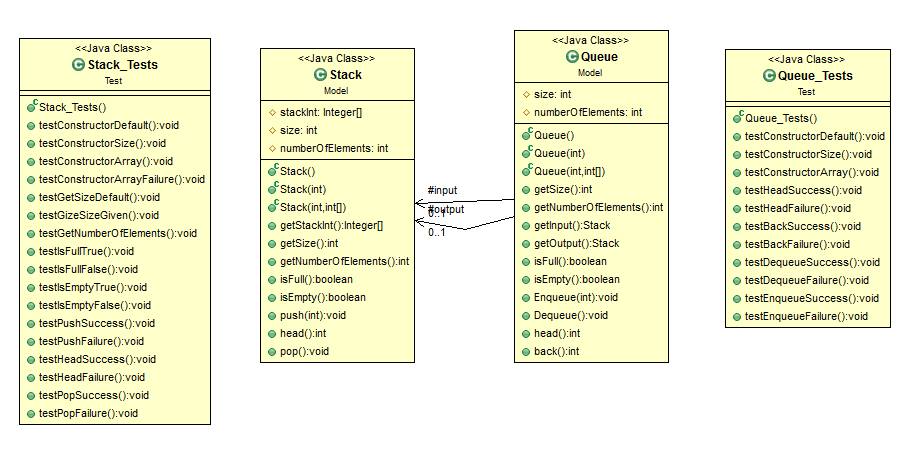 <<Java Class>>
Stack_Tests
Test
Stack_Tests()
testConstructorDefault():void
testConstructorSize():void
testConstructorArray():void
testConstructorArrayFailure():void
testGetSizeDefault():void
testGizeSizeGiven():void
testGetNumberOfElements():void
testIsFullTrue():void
testIsFullFalse():void
testIsEmptyTrue():void
testIsEmptyFalse():void
testPushSuccess():void
testPushFailure():void
testHeadSuccess():void
testHeadFailure():void
testPopSuccess():void
testPopFailure():void
<<Java Class>>
Stack
Model
stackInt: Integer[]
size: int
numberOfElements: int
Stack()
Stack(int)
Stack(int,int[])
getStackInt():Integer[]
getSize():int
getNumberOfElements():int
isFull():boolean
isEmpty():boolean
push(int):void
head():int
pop():void
#input
0..1
#output
0..1
<<Java Class>>
Queue
Model
size: int
numberOfElements: int
Queue()
Queue(int)
Queue(int,int[])
getSize():int
getNumberOfElements():int
getInput():Stack
getOutput():Stack
isFull():boolean
isEmpty():boolean
Enqueue(int):void
Dequeue():void
head():int
back():int
<<Java Class>>
Queue_Tests
Test
Queue_Tests()
testConstructorDefault():void
testConstructorSize():void
testConstructorArray():void
testHeadSuccess():void
testHeadFailure():void
testBackSuccess():void
testBackFailure():void
testDequeueSuccess():void
testDequeueFailure():void
testEnqueueSuccess():void
testEnqueueFailure():void